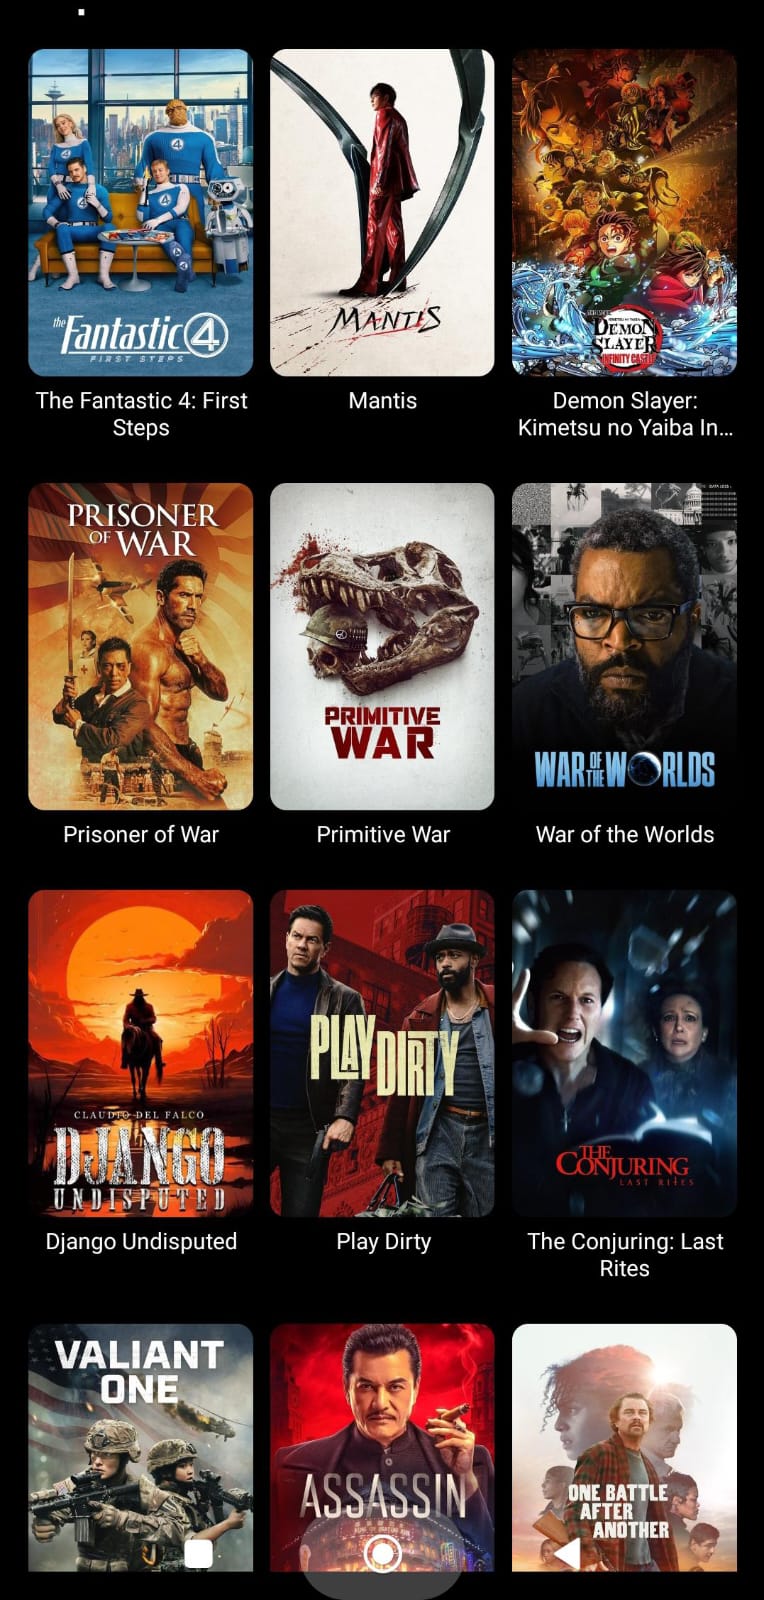 the Fantastic 4
FIRST STEPS
MANTIS
DEMON
SLAYER
INFINITY CASTLE
The Fantastic 4: First
Steps
Mantis
Demon Slayer:
Kimetsu no Yaiba In...
PRISONER
OF WAR
PRIMITIVE
WAR
WAR OF THE WORLDS
Prisoner of War
Primitive War
War of the Worlds
CLAUDIO DEL FALCO
DJANGO
UNDISPUTED
PLAY DIRTY
THE
CONJURING
LAST RITES
Django Undisputed
Play Dirty
The Conjuring: Last
Rites
VALIANT
ONE
ASSASSIN
ONE BATTLE
AFTER
ANOTHER